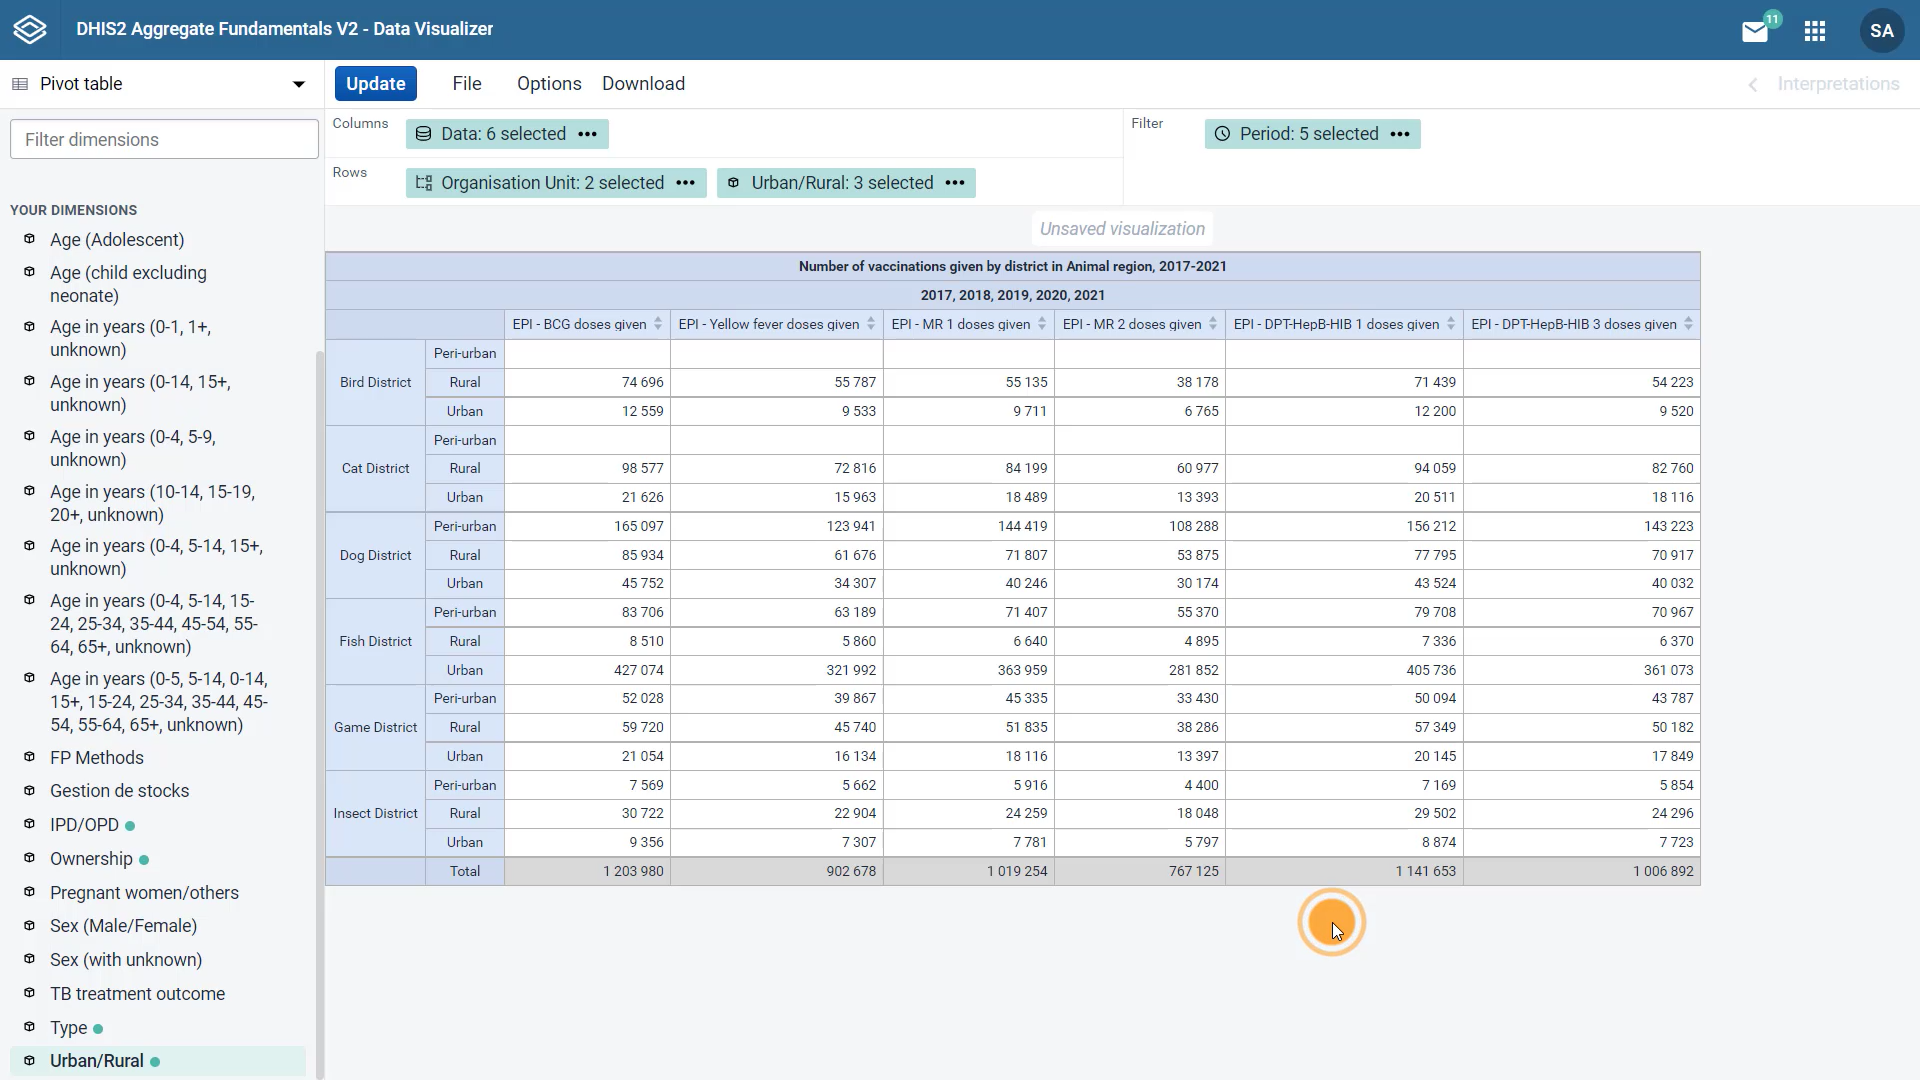 DHIS2 Aggregate Fundamentals V2 - Data Visualizer
11
SA
Pivot table
Update File Options Download
Interpretations
Filter dimensions
Columns
Data: 6 selected
Filter
Period: 5 selected
Rows
Organisation Unit: 2 selected
Urban/Rural: 3 selected
YOUR DIMENSIONS
Age (Adolescent)
Age (child excluding
neonate)
Age in years (0-1, 1+,
unknown)
Age in years (0-14, 15+,
unknown)
Age in years (0-4, 5-9,
unknown)
Age in years (10-14, 15-19,
20+, unknown)
Age in years (0-4, 5-14, 15+,
unknown)
Age in years (0-4, 5-14, 15-
24, 25-34, 35-44, 45-54, 55-
64, 65+, unknown)
Age in years (0-5, 5-14, 0-14,
15+, 15-24, 25-34, 35-44, 45-
54, 55-64, 65+, unknown)
FP Methods
Gestion de stocks
IPD/OPD
Ownership
Pregnant women/others
Sex (Male/Female)
Sex (with unknown)
TB treatment outcome
Type
Urban/Rural
Unsaved visualization
Number of vaccinations given by district in Animal region, 2017-2021
2017, 2018, 2019, 2020, 2021
EPI - BCG doses given EPI - Yellow fever doses given EPI - MR 1 doses given EPI - MR 2 doses given EPI - DPT-HepB-HIB 1 doses given EPI - DPT-HepB-HIB 3 doses given
Bird District
Peri-urban
Rural 74 696 55 787 55 135 38 178 71 439 54 223
Urban 12 559 9 533 9 711 6 765 12 200 9 520
Cat District
Peri-urban
Rural 98 577 72 816 84 199 60 977 94 059 82 760
Urban 21 626 15 963 18 489 13 393 20 511 18 116
Dog District
Peri-urban 165 097 123 941 144 419 108 288 156 212 143 223
Rural 85 934 61 676 71 807 53 875 77 795 70 917
Urban 45 752 34 307 40 246 30 174 43 524 40 032
Fish District
Peri-urban 83 706 63 189 71 407 55 370 79 708 70 967
Rural 8 510 5 860 6 640 4 895 7 336 6 370
Urban 427 074 321 992 363 959 281 852 405 736 361 073
Game District
Peri-urban 52 028 39 867 45 335 33 430 50 094 43 787
Rural 59 720 45 740 51 835 38 286 57 349 50 182
Urban 21 054 16 134 18 116 13 397 20 145 17 849
Insect District
Peri-urban 7 569 5 662 5 916 4 400 7 169 5 854
Rural 30 722 22 904 24 259 18 048 29 502 24 296
Urban 9 356 7 307 7 781 5 797 8 874 7 723
Total 1 203 980 902 678 1 019 254 767 125 1 141 653 1 006 892